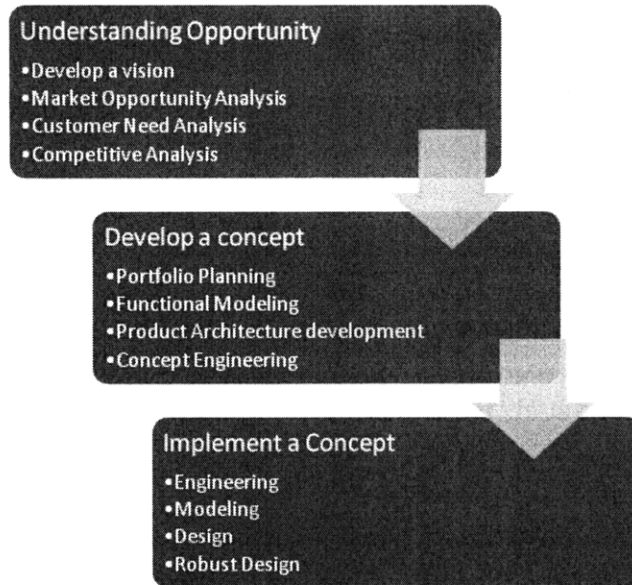 Understanding Opportunity
•Develop a vision
•Market Opportunity Analysis
•Customer Need Analysis
•Competitive Analysis
Develop a concept
•Portfolio Planning
•Functional Modeling
•Product Architecture development
•Concept Engineering
Implement a Concept
•Engineering
•Modeling
•Design
•Robust Design